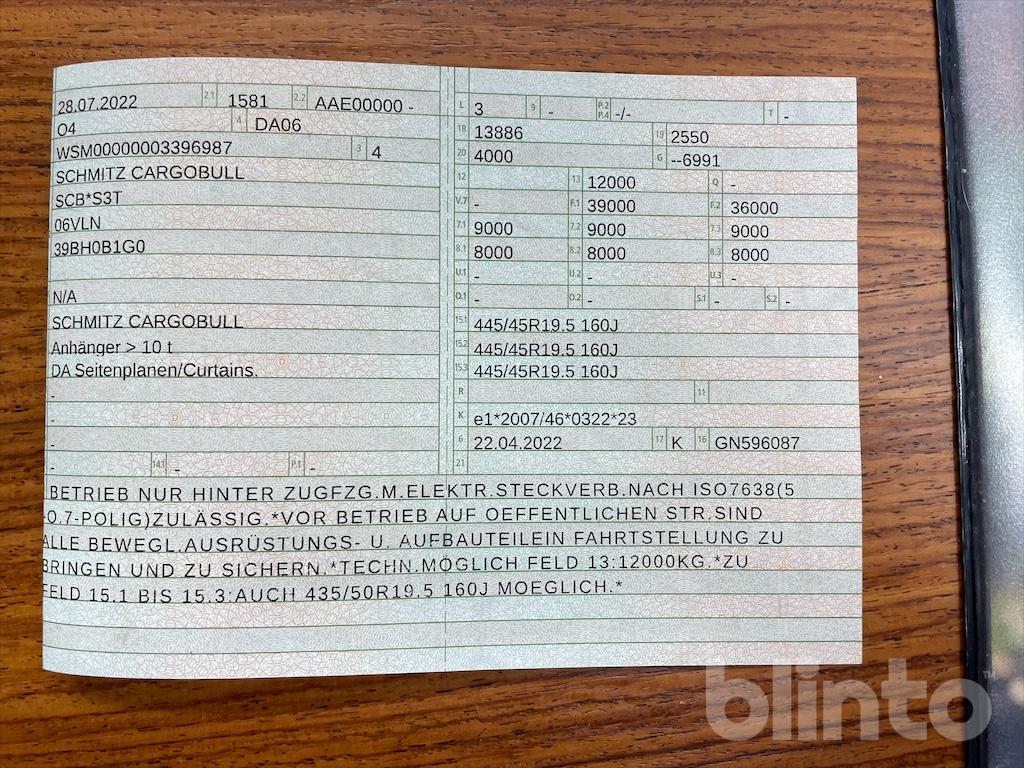 28.07.2022 2.1 1581 2.2 AAE00000 -
O4 4 DA06
WSM00000003396987 3 4
SCHMITZ CARGOBULL
SCB*S3T
06VLN
39BH0B1G0
N/A
SCHMITZ CARGOBULL
Anhänger > 10 t
DA Seitenplanen/Curtains.
-
-
-
- 14.1 - P.1 -
L 3 9 - P.2 P.4 -/- T -
18 13886 19 2550
20 4000 G --6991
12 13 12000 Q -
V.7 - F.1 39000 F.2 36000
7.1 9000 7.2 9000 7.3 9000
8.1 8000 8.2 8000 8.3 8000
U.1 - U.2 - U.3 -
O.1 - O.2 - S.1 - S.2 -
15.1 445/45R19.5 160J
15.2 445/45R19.5 160J
15.3 445/45R19.5 160J
R 11
K e1*2007/46*0322*23
6 22.04.2022 17 K 16 GN596087
21
BETRIEB NUR HINTER ZUGFZG.M.ELEKTR.STECKVERB.NACH ISO7638(5
-O.7-POLIG)ZULÄSSIG.*VOR BETRIEB AUF OEFFENTLICHEN STR.SIND
ALLE BEWEGL.AUSRÜSTUNGS- U. AUFBAUTEILEIN FAHRTSTELLUNG ZU
BRINGEN UND ZU SICHERN.*TECHN.MÖGLICH FELD 13:12000KG.*ZU
FELD 15.1 BIS 15.3:AUCH 435/50R19.5 160J MOEGLICH.*
blinto™